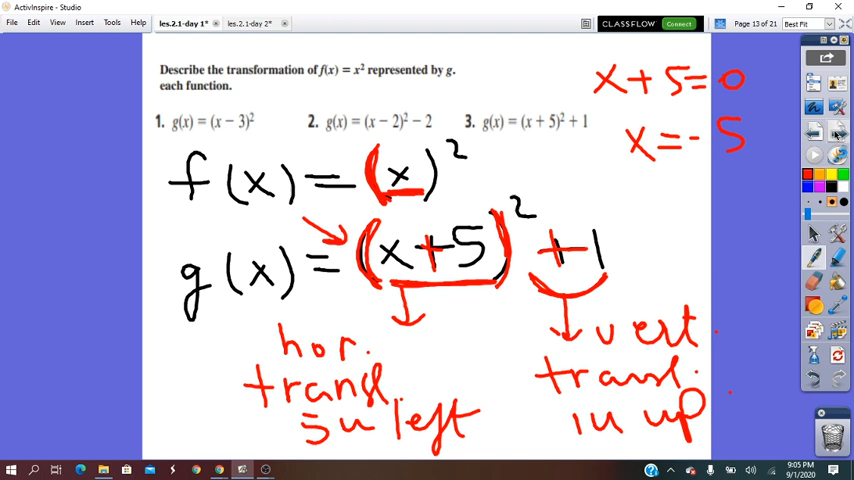 ActivInspire - Studio
File Edit View Insert Tools Help
les.2.1-day 1* les.2.1-day 2*
CLASSFLOW Connect
Page 13 of 21 Best Fit
Describe the transformation of f(x) = x² represented by g.
each function.
1. g(x) = (x − 3)² 2. g(x) = (x − 2)² − 2 3. g(x) = (x + 5)² + 1
x + 5 = 0
x = - 5
f(x) = (x)²
g(x) = (x + 5)² + 1
hor.
transl.
5u left
vert.
transl.
1u up
9:05 PM
9/1/2020